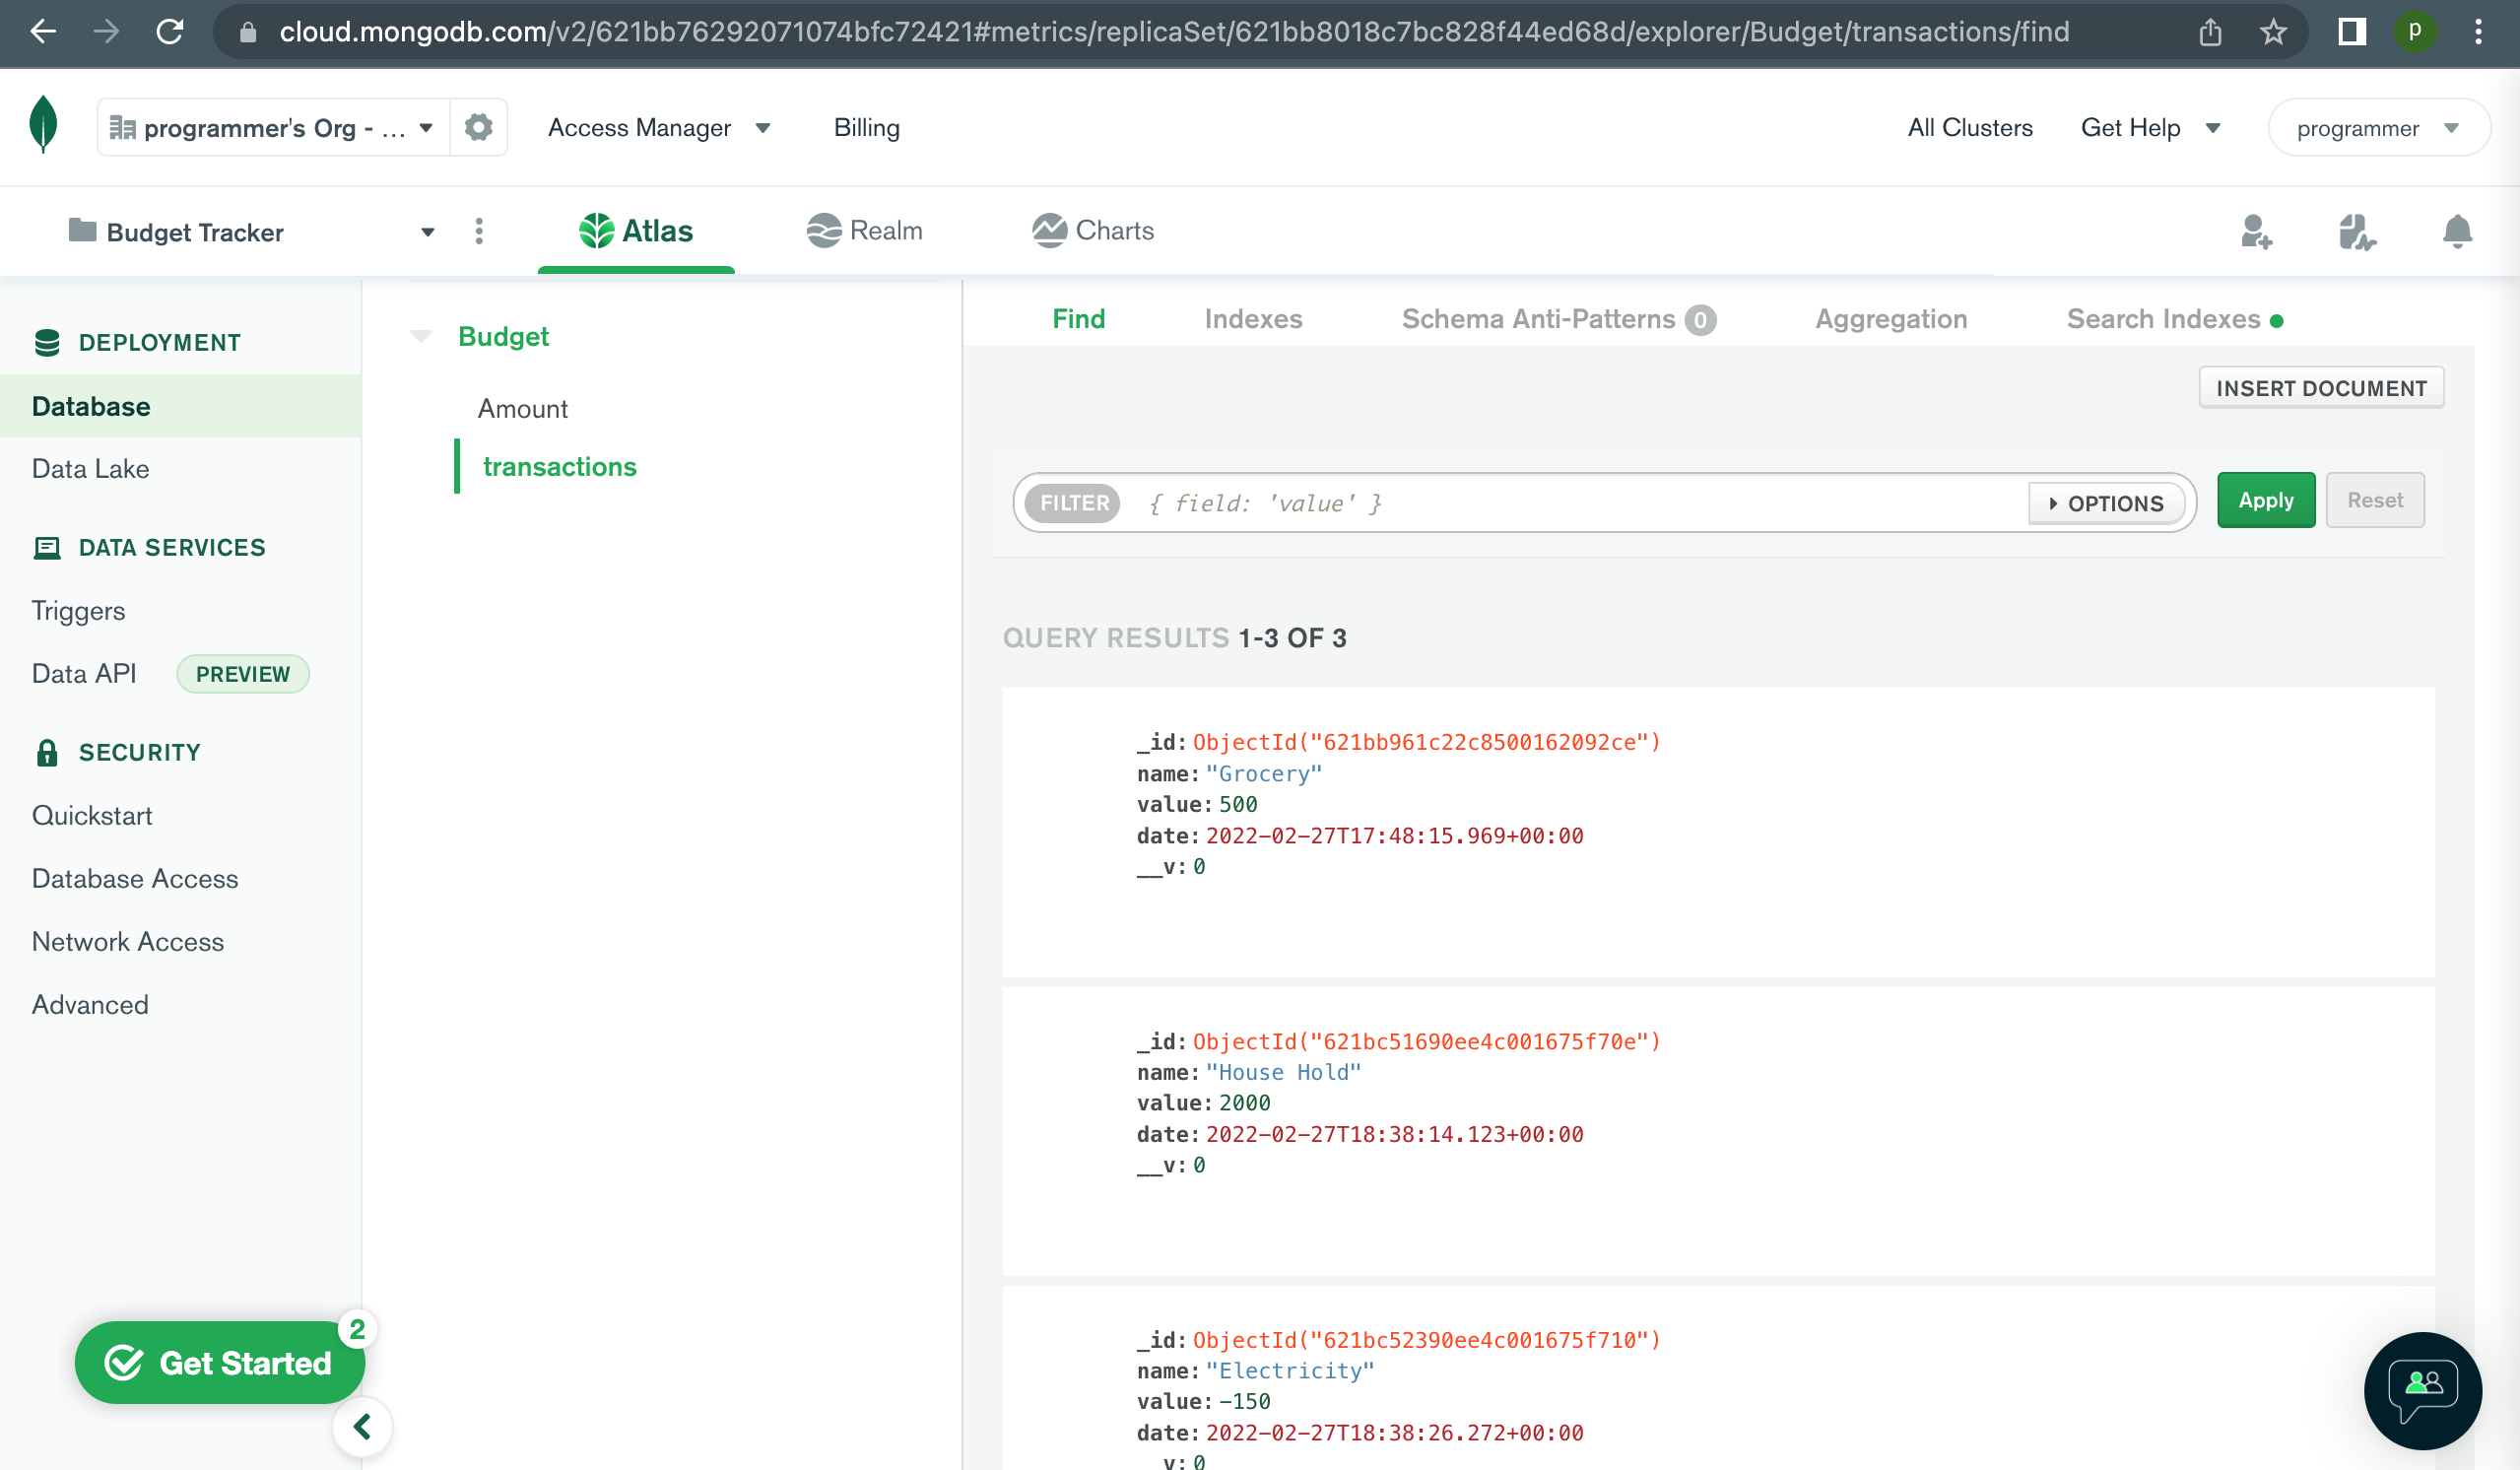 cloud.mongodb.com/v2/621bb76292071074bfc72421#metrics/replicaSet/621bb8018c7bc828f44ed68d/explorer/Budget/transactions/find
p
programmer's Org - ...
Access Manager
Billing
All Clusters
Get Help
programmer
Budget Tracker
Atlas
Realm
Charts
DEPLOYMENT
Database
Data Lake
DATA SERVICES
Triggers
Data API PREVIEW
SECURITY
Quickstart
Database Access
Network Access
Advanced
Get Started
2
Budget
Amount
transactions
Find
Indexes
Schema Anti-Patterns 0
Aggregation
Search Indexes
INSERT DOCUMENT
FILTER { field: 'value' }
OPTIONS
Apply
Reset
QUERY RESULTS 1-3 OF 3
_id: ObjectId("621bb961c22c8500162092ce")
name: "Grocery"
value: 500
date: 2022-02-27T17:48:15.969+00:00
__v: 0
_id: ObjectId("621bc51690ee4c001675f70e")
name: "House Hold"
value: 2000
date: 2022-02-27T18:38:14.123+00:00
__v: 0
_id: ObjectId("621bc52390ee4c001675f710")
name: "Electricity"
value: -150
date: 2022-02-27T18:38:26.272+00:00
__v: 0